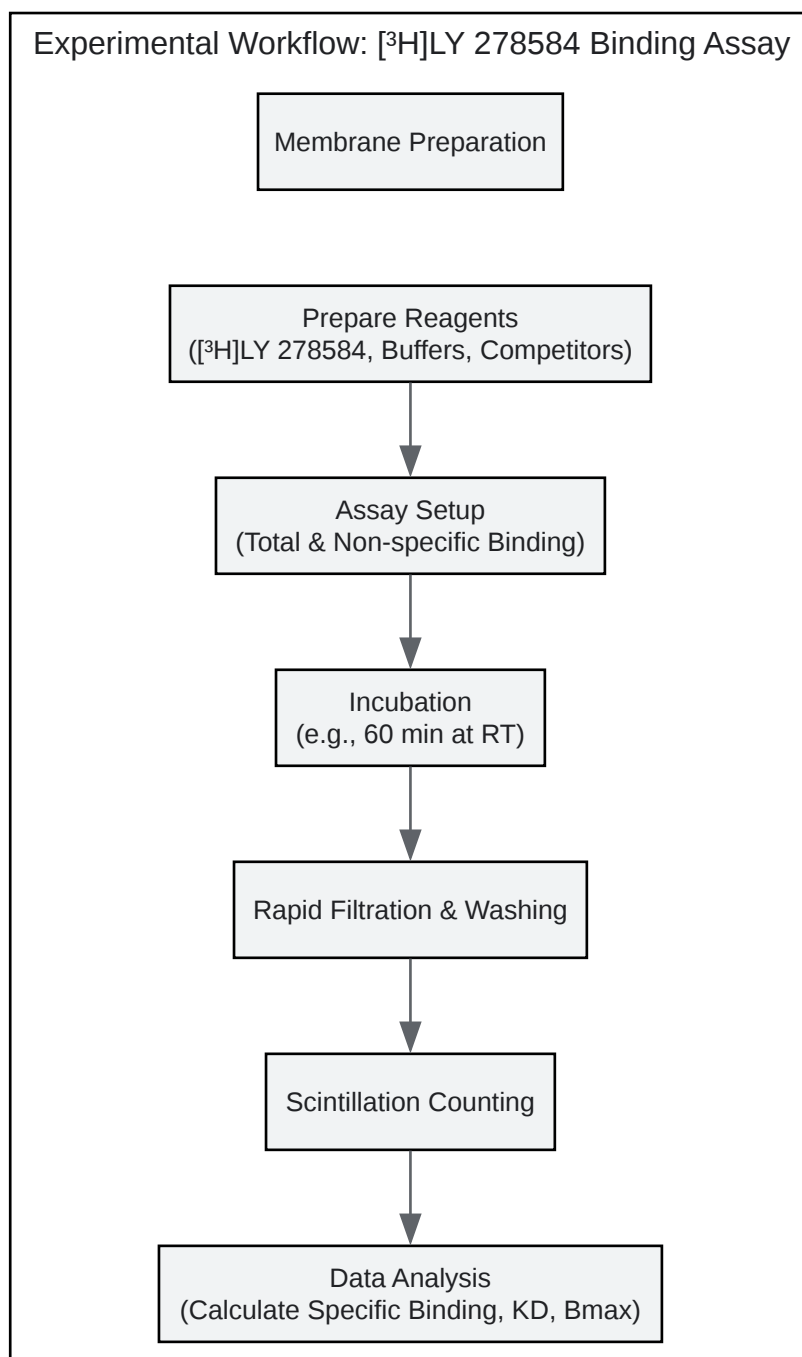 Experimental Workflow: [³H]LY 278584 Binding Assay
Membrane Preparation
Prepare Reagents
([³H]LY 278584, Buffers, Competitors)
Assay Setup
(Total & Non-specific Binding)
Incubation
(e.g., 60 min at RT)
Rapid Filtration & Washing
Scintillation Counting
Data Analysis
(Calculate Specific Binding, KD, Bmax)